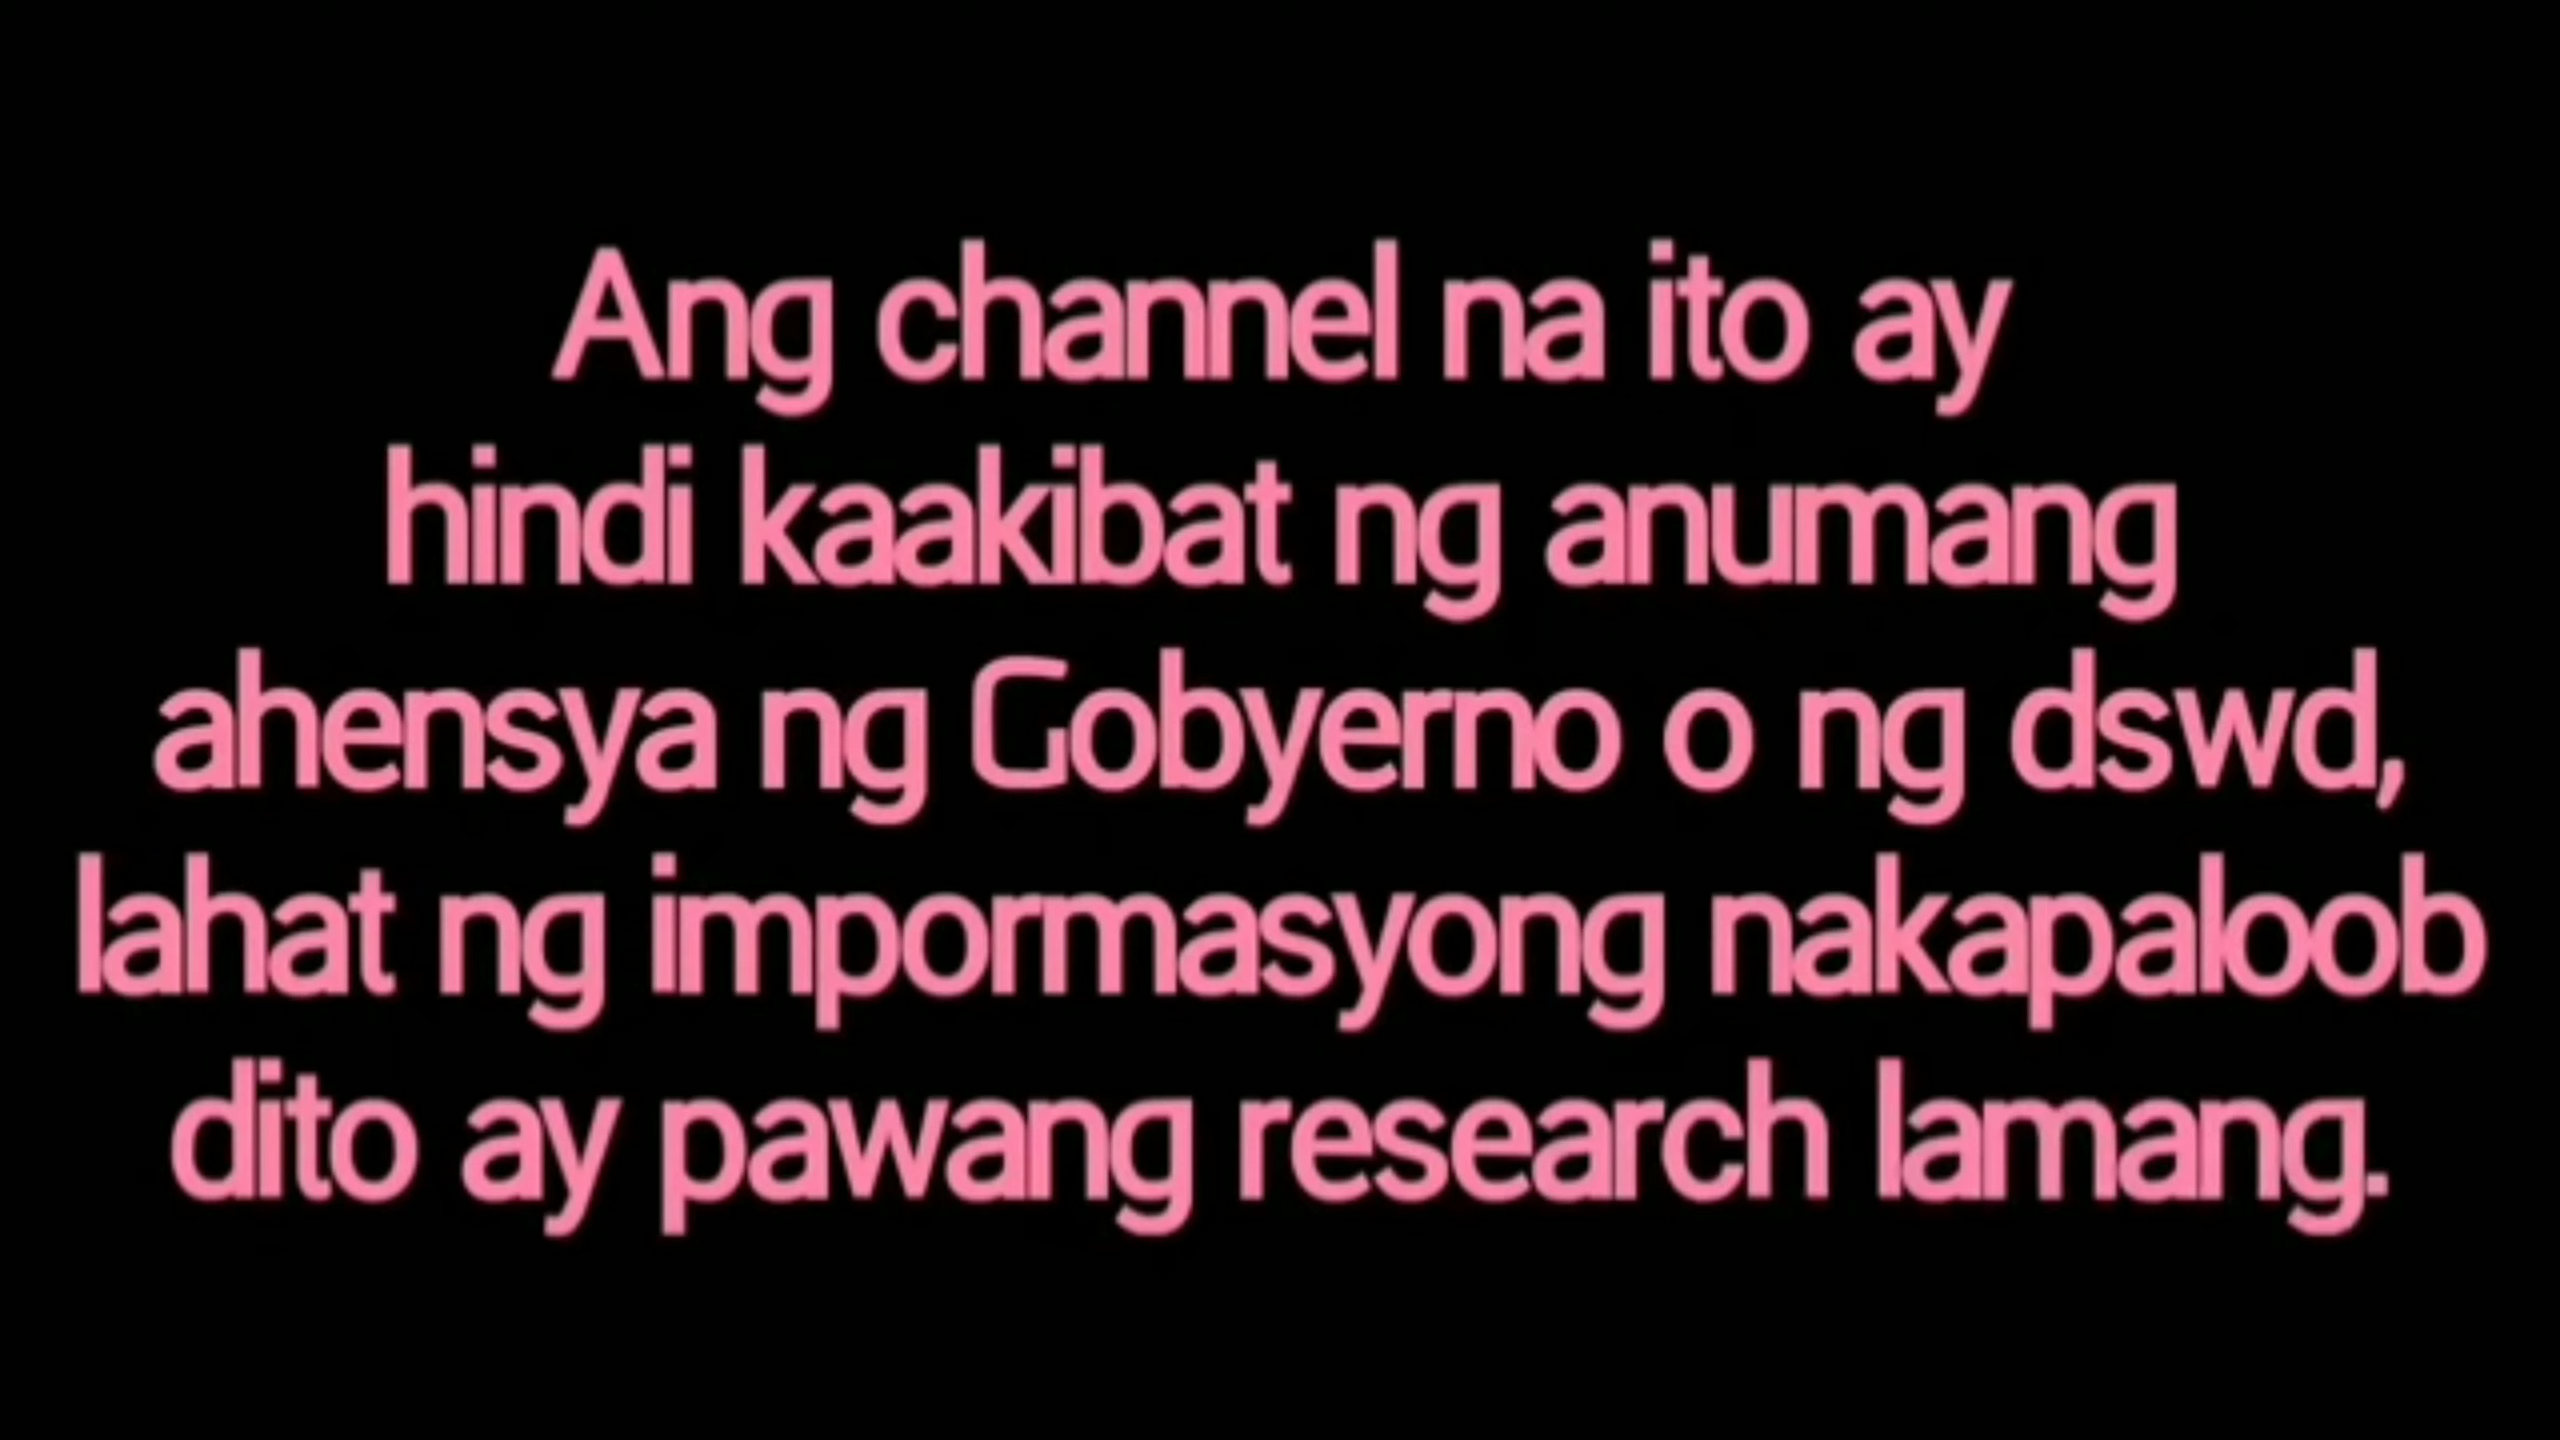 Ang channel na ito ay
hindi kaakibat ng anumang
ahensya ng Gobyerno o ng dswd,
lahat ng impormasyong nakapaloob
dito ay pawang research lamang.